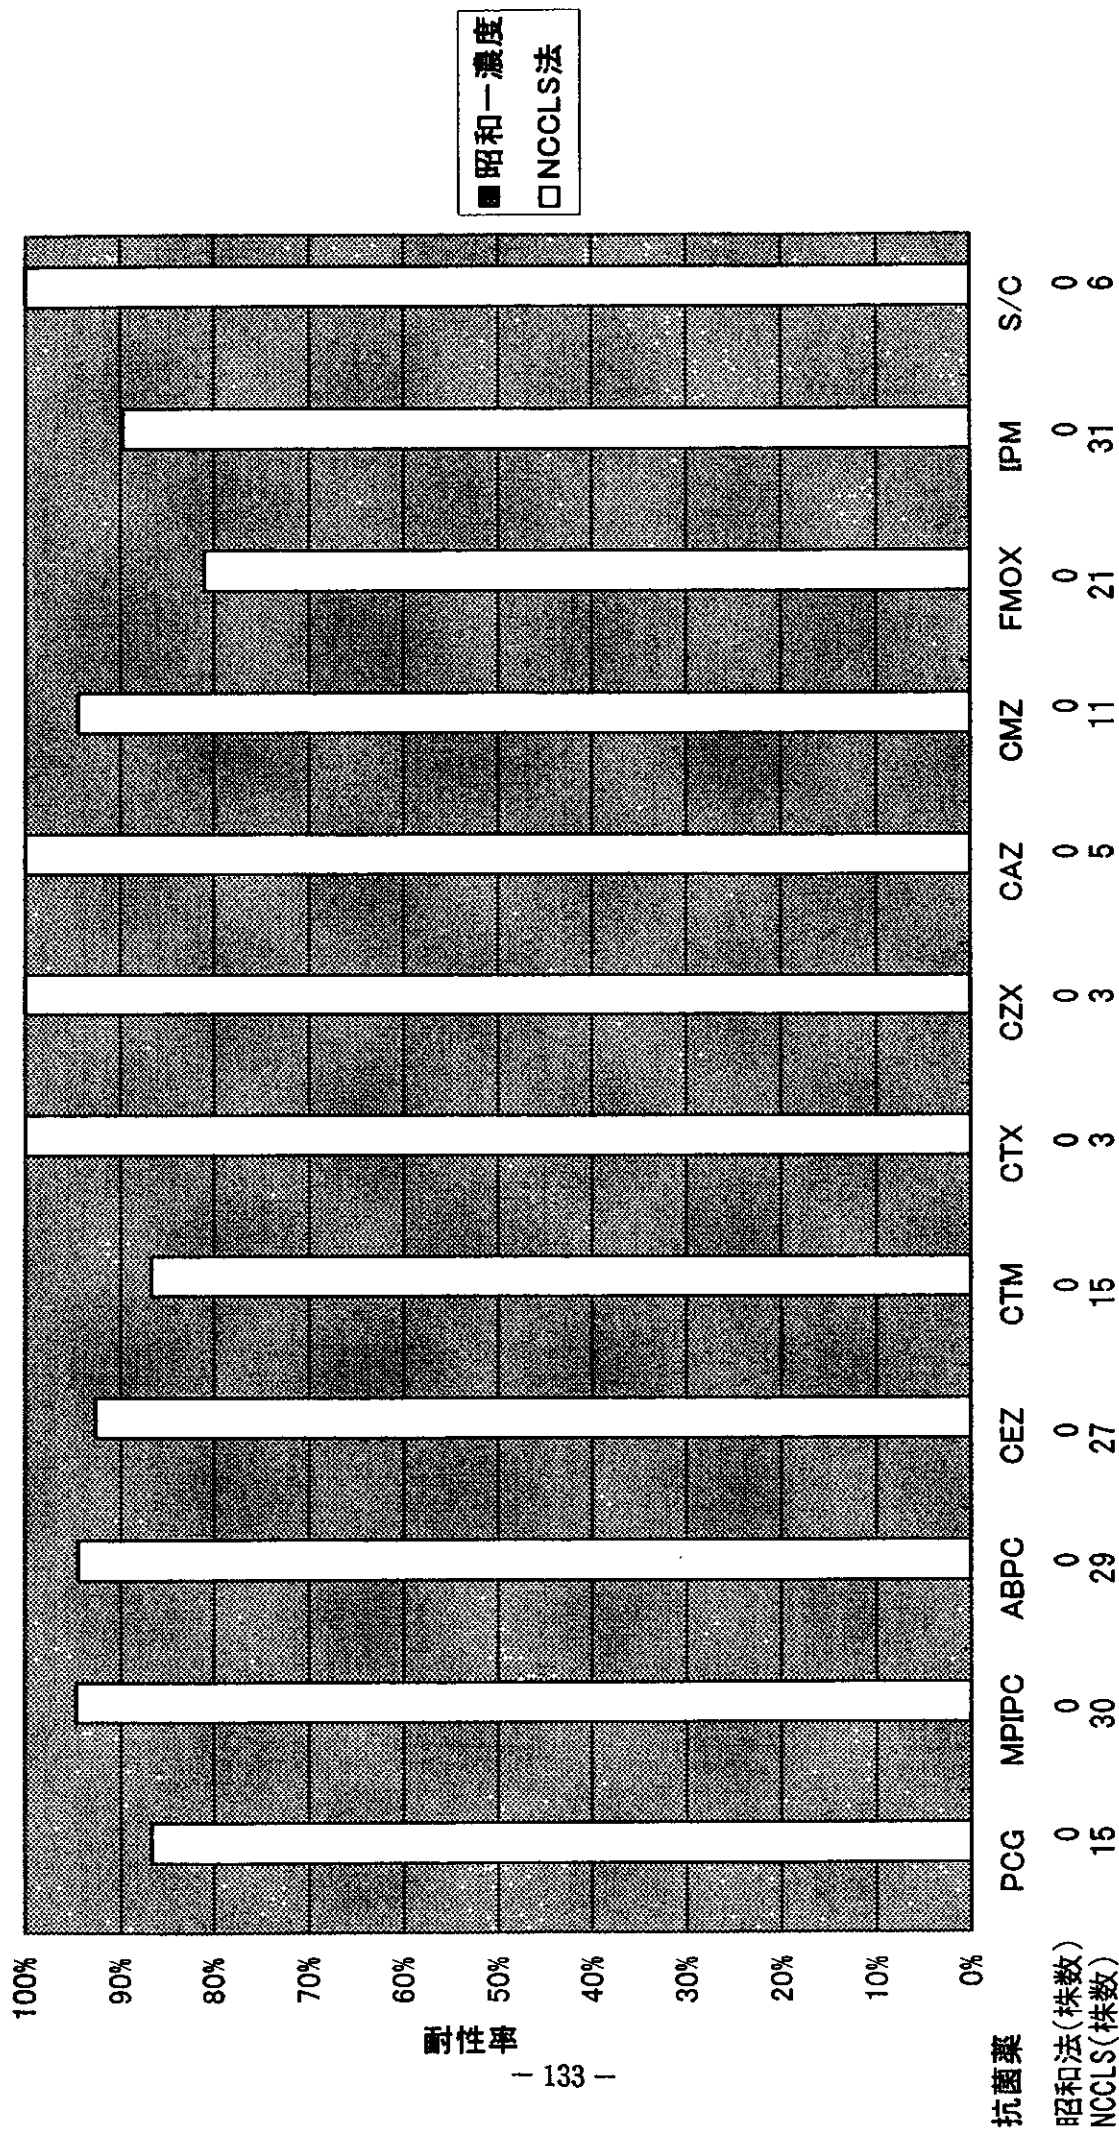 ■昭和一濃度
□NCCLS法
100%
90%
80%
70%
60%
50%
40%
30%
20%
10%
0%
耐性率
抗菌薬 PCG MPIPC ABPC CEZ CTM CTX CZX CAZ CMZ FMOX IPM S/C
昭和法(株数) 0 0 0 0 0 0 0 0 0 0 0 0
NCCLS(株数) 15 30 29 27 15 3 3 5 11 21 31 6
— 133 —